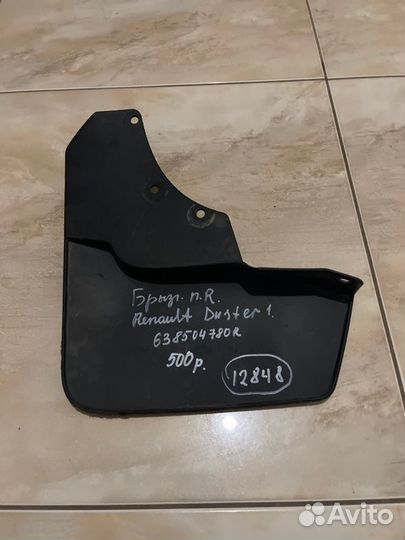 Брызг. п.R.
Renault Duster 1.
638504780R
500р.
12848
Avito